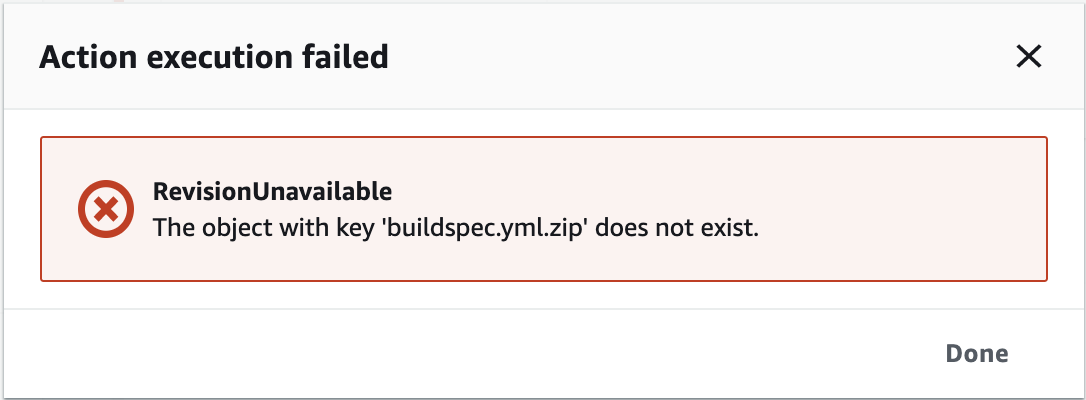 Action execution failed
RevisionUnavailable
The object with key 'buildspec.yml.zip' does not exist.
Done